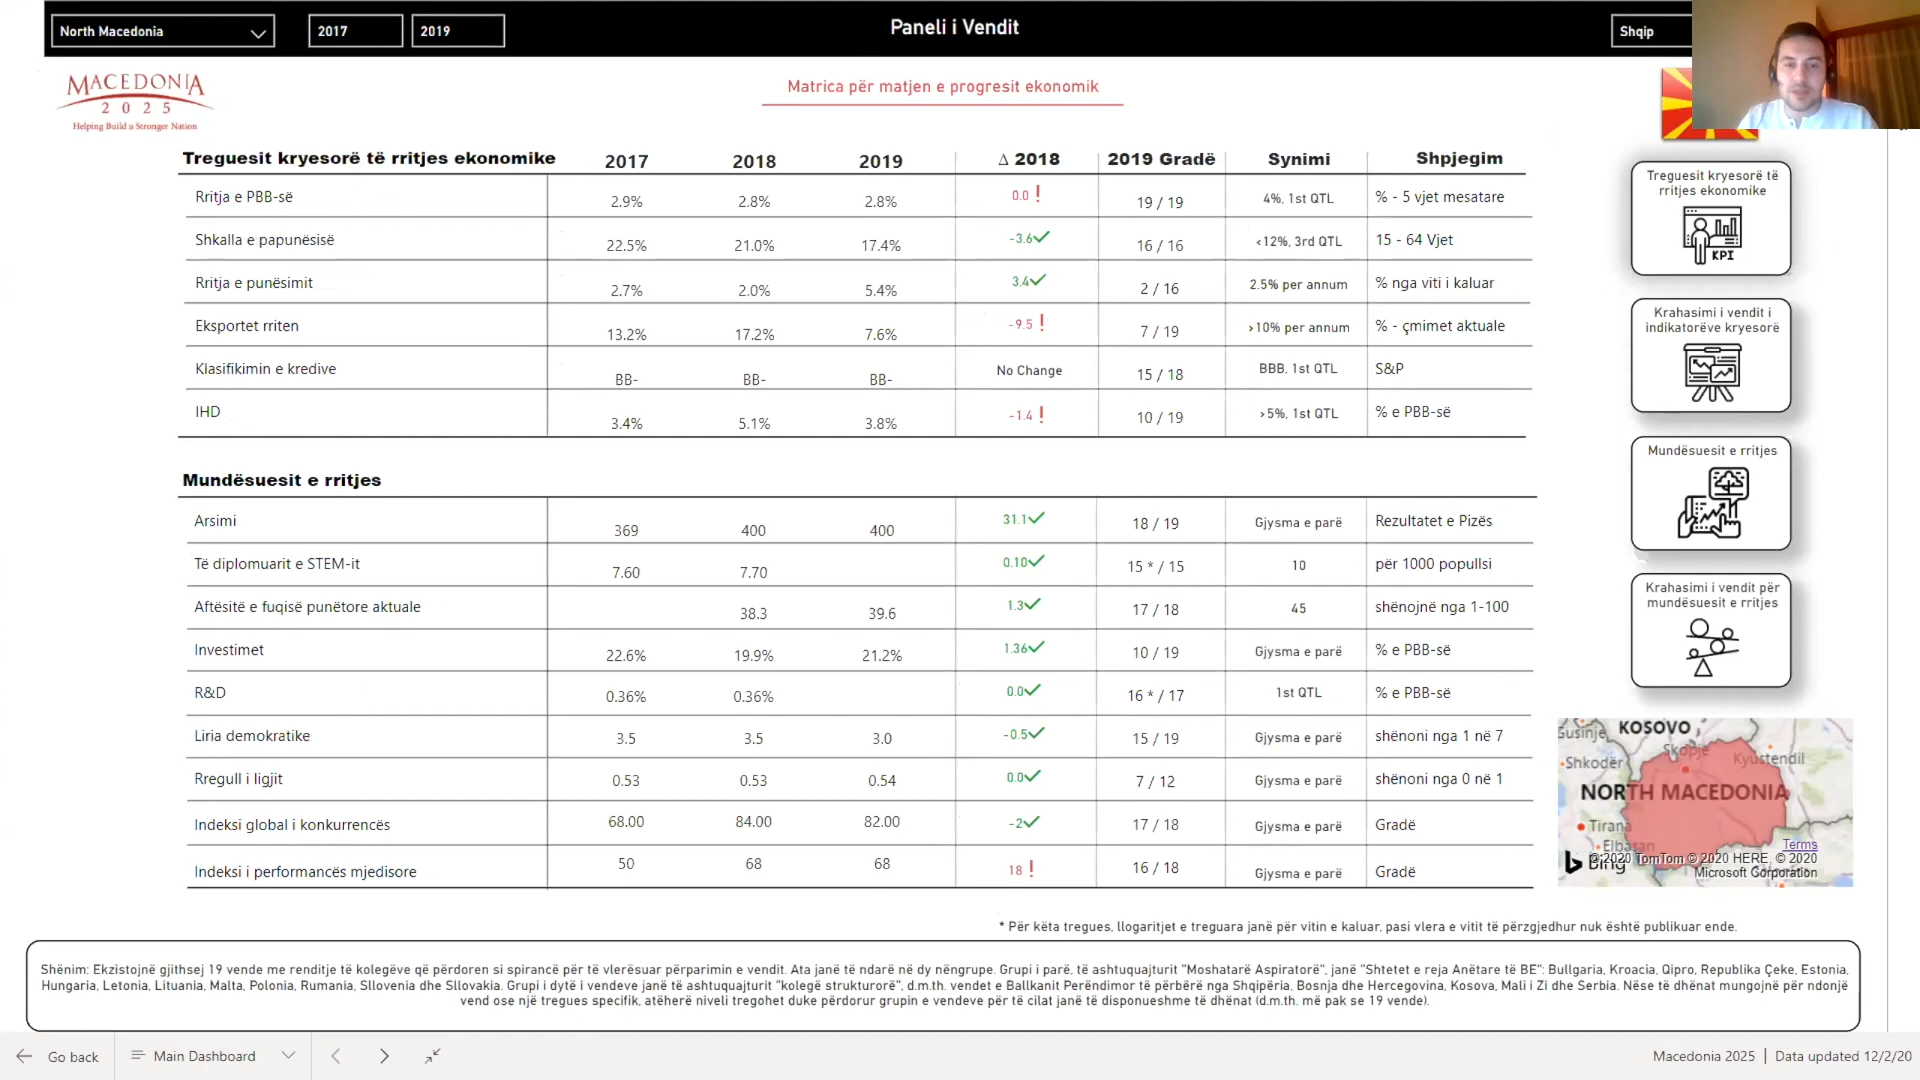 North Macedonia
2017
2019
Paneli i Vendit
Shqip
MACEDONIA
2025
Helping Build a Stronger Nation
Matrica për matjen e progresit ekonomik
Treguesit kryesorë të rritjes ekonomike 2017 2018 2019 Δ 2018 2019 Gradë Synimi Shpjegim
Rritja e PBB-së 2.9% 2.8% 2.8% 0.0 ! 19 / 19 4%, 1st QTL % - 5 vjet mesatare
Shkalla e papunësisë 22.5% 21.0% 17.4% -3.6✓ 16 / 16 <12%, 3rd QTL 15 - 64 Vjet
Rritja e punësimit 2.7% 2.0% 5.4% 3.4✓ 2 / 16 2.5% per annum % nga viti i kaluar
Eksportet rriten 13.2% 17.2% 7.6% -9.5 ! 7 / 19 >10% per annum % - çmimet aktuale
Klasifikimin e kredive BB- BB- BB- No Change 15 / 18 BBB, 1st QTL S&P
IHD 3.4% 5.1% 3.8% -1.4 ! 10 / 19 >5%, 1st QTL % e PBB-së
Mundësuesit e rritjes
Arsimi 369 400 400 31.1✓ 18 / 19 Gjysma e parë Rezultatet e Pizës
Të diplomuarit e STEM-it 7.60 7.70 0.10✓ 15 * / 15 10 për 1000 popullsi
Aftësitë e fuqisë punëtore aktuale 38.3 39.6 1.3✓ 17 / 18 45 shënojnë nga 1-100
Investimet 22.6% 19.9% 21.2% 1.36✓ 10 / 19 Gjysma e parë % e PBB-së
R&D 0.36% 0.36% 0.0✓ 16 * / 17 1st QTL % e PBB-së
Liria demokratike 3.5 3.5 3.0 -0.5✓ 15 / 19 Gjysma e parë shënoni nga 1 në 7
Rregull i ligjit 0.53 0.53 0.54 0.0✓ 7 / 12 Gjysma e parë shënoni nga 0 në 1
Indeksi global i konkurrencës 68.00 84.00 82.00 -2✓ 17 / 18 Gjysma e parë Gradë
Indeksi i performancës mjedisore 50 68 68 18 ! 16 / 18 Gjysma e parë Gradë
Treguesit kryesorë të
rritjes ekonomike
KPI
Krahasimi i vendit i
indikatorëve kryesorë
Mundësuesit e rritjes
Krahasimi i vendit për
mundësuesit e rritjes
Gusinje KOSOVO
Skopje
Kyustendil
Shkodër
NORTH MACEDONIA
Tirana
Elbasan
Terms
Bing
© 2020 TomTom © 2020 HERE, © 2020
Microsoft Corporation
* Për këta tregues, llogaritjet e treguara janë për vitin e kaluar, pasi vlera e vitit të përzgjedhur nuk është publikuar ende.
Shënim: Ekzistojnë gjithsej 19 vende me renditje të kolegëve që përdoren si spirancë për të vlerësuar përparimin e vendit. Ata janë të ndarë në dy nëngrupe. Grupi i parë, të ashtuquajturit "Moshatarë Aspiratorë", janë "Shtetet e reja Anëtare të BE": Bullgaria, Kroacia, Qipro, Republika Çeke, Estonia,
Hungaria, Letonia, Lituania, Malta, Polonia, Rumania, Sllovenia dhe Sllovakia. Grupi i dytë i vendeve janë të ashtuquajturit "kolegë strukturorë", d.m.th. vendet e Ballkanit Perëndimor të përbërë nga Shqipëria, Bosnja dhe Hercegovina, Kosova, Mali i Zi dhe Serbia. Nëse të dhënat mungojnë për ndonjë
vend ose një tregues specifik, atëherë niveli tregohet duke përdorur grupin e vendeve për të cilat janë të disponueshme të dhënat (d.m.th. më pak se 19 vende).
Go back
Main Dashboard
Macedonia 2025 | Data updated 12/2/20